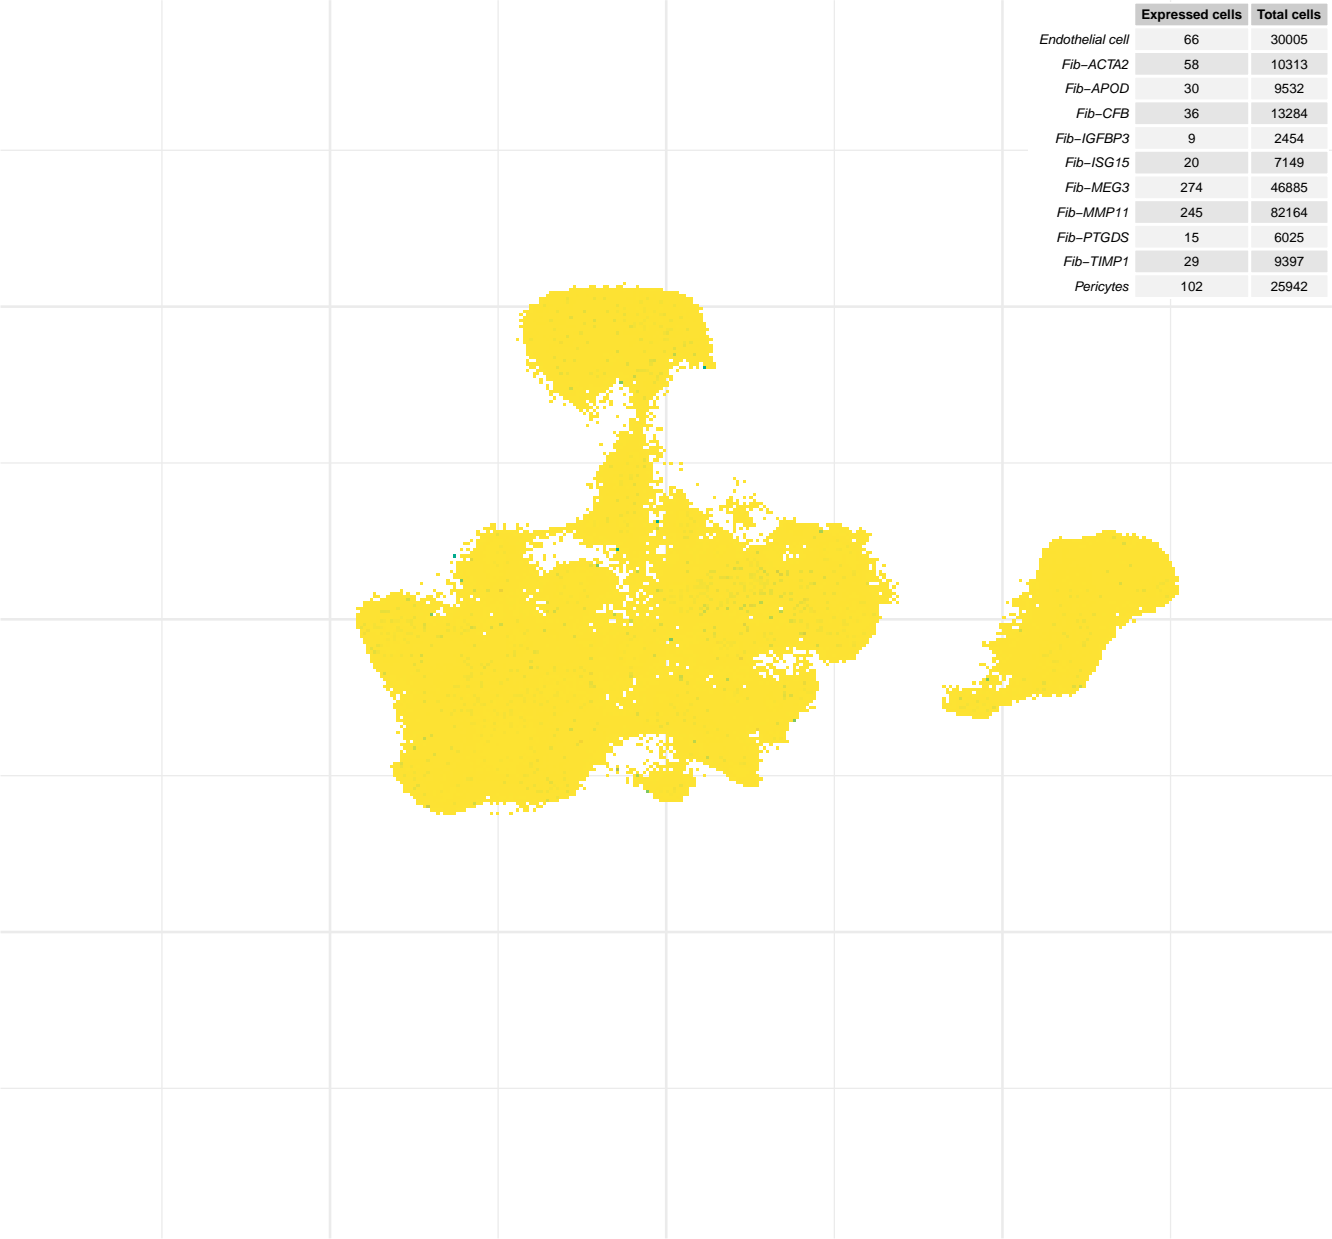 Expressed cells Total cells
Endothelial cell 66 30005
Fib−ACTA2 58 10313
Fib−APOD 30 9532
Fib−CFB 36 13284
Fib−IGFBP3 9 2454
Fib−ISG15 20 7149
Fib−MEG3 274 46885
Fib−MMP11 245 82164
Fib−PTGDS 15 6025
Fib−TIMP1 29 9397
Pericytes 102 25942